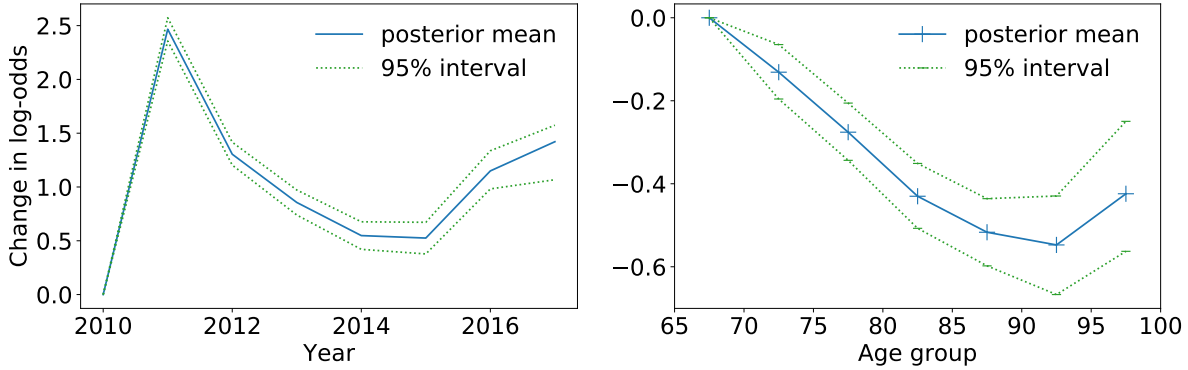 Change in log-odds
2.5
2.0
1.5
1.0
0.5
0.0
posterior mean
95% interval
2010 2012 2014 2016
Year
0.0
−0.2
−0.4
−0.6
posterior mean
95% interval
65 70 75 80 85 90 95 100
Age group